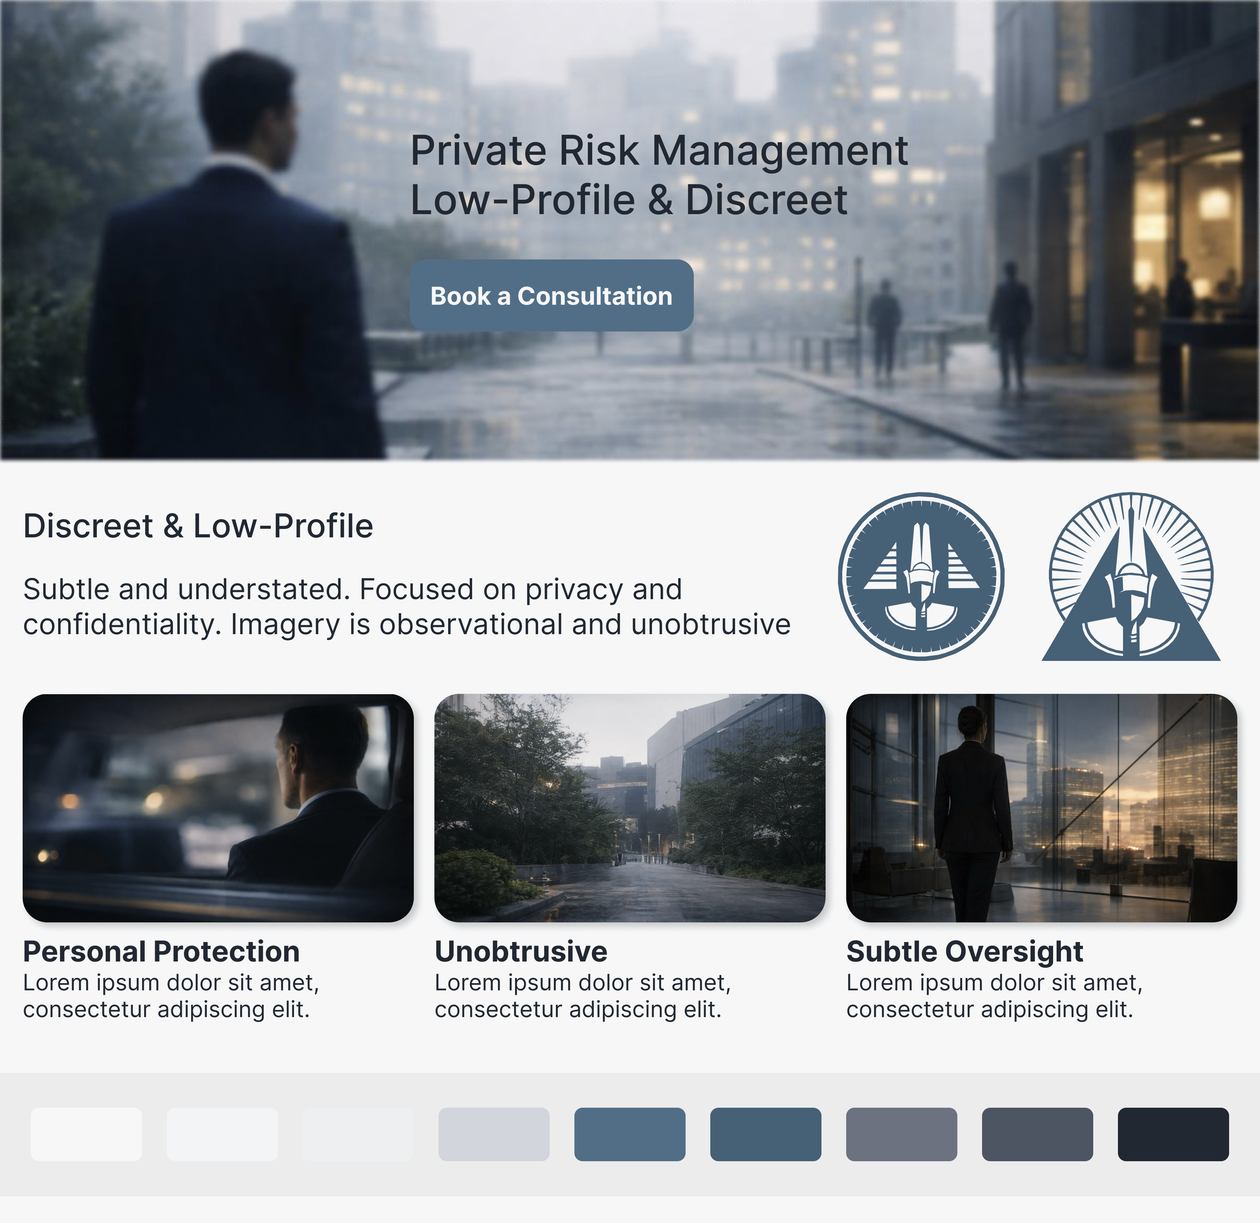 Private Risk Management
Low-Profile & Discreet
Book a Consultation
Discreet & Low-Profile
Subtle and understated. Focused on privacy and
confidentiality. Imagery is observational and unobtrusive
Personal Protection
Lorem ipsum dolor sit amet,
consectetur adipiscing elit.
Unobtrusive
Lorem ipsum dolor sit amet,
consectetur adipiscing elit.
Subtle Oversight
Lorem ipsum dolor sit amet,
consectetur adipiscing elit.